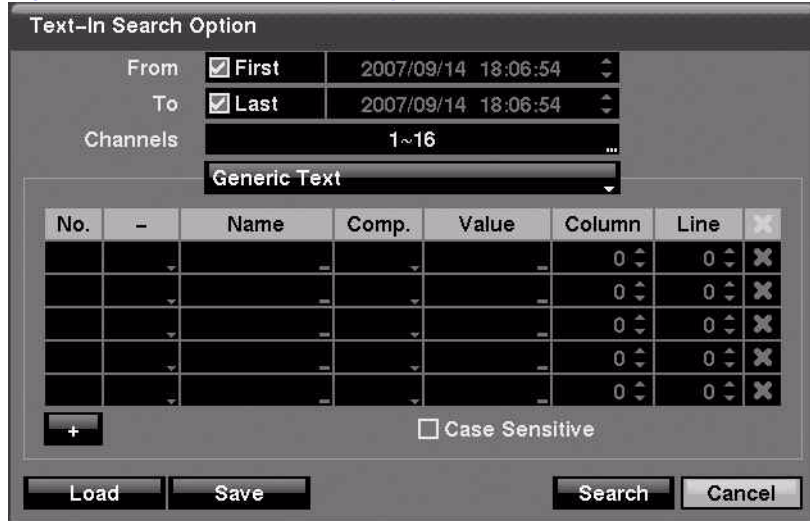 Text-In Search Option
From First 2007/09/14 18:06:54
To Last 2007/09/14 18:06:54
Channels 1~16 ...
Generic Text
No. - Name Comp. Value Column Line
0 0
0 0
0 0
0 0
0 0
+ Case Sensitive
Load Save Search Cancel